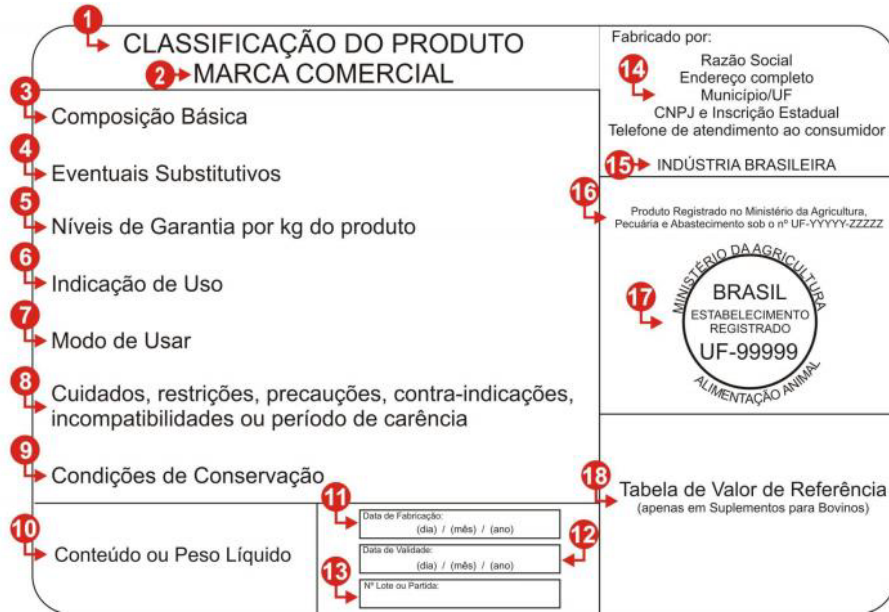 1
CLASSIFICAÇÃO DO PRODUTO
2
MARCA COMERCIAL
3
Composição Básica
4
Eventuais Substitutivos
5
Níveis de Garantia por kg do produto
6
Indicação de Uso
7
Modo de Usar
8
Cuidados, restrições, precauções, contra-indicações,
incompatibilidades ou período de carência
9
Condições de Conservação
10
Conteúdo ou Peso Líquido
11
Data de Fabricação:
(dia) / (mês) / (ano)
12
Data de Validade:
(dia) / (mês) / (ano)
13
Nº Lote ou Partida:
Fabricado por:
14
Razão Social
Endereço completo
Município/UF
CNPJ e Inscrição Estadual
Telefone de atendimento ao consumidor
15
INDÚSTRIA BRASILEIRA
16
Produto Registrado no Ministério da Agricultura,
Pecuária e Abastecimento sob o nº UF-YYYYY-ZZZZZ
17
MINISTÉRIO DA AGRICULTURA
BRASIL
ESTABELECIMENTO
REGISTRADO
UF-99999
ALIMENTAÇÃO ANIMAL
18
Tabela de Valor de Referência
(apenas em Suplementos para Bovinos)